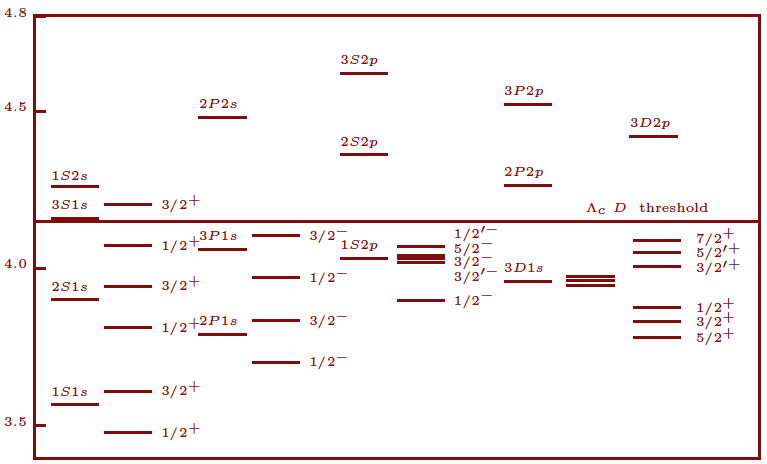 4.8
3S2p
3P2p
2P2s
4.5
3D2p
2S2p
1S2s
2P2p
3S1s
3/2+
Λc D threshold
1/2+
3P1s
3/2−
1S2p
1/2′−
5/2−
3/2−
3/2′−
7/2+
5/2′+
3/2′+
4.0
3D1s
2S1s
3/2+
1/2−
1/2−
1/2+
1/2+
2P1s
3/2−
3/2+
5/2+
1/2−
1S1s
3/2+
3.5
1/2+